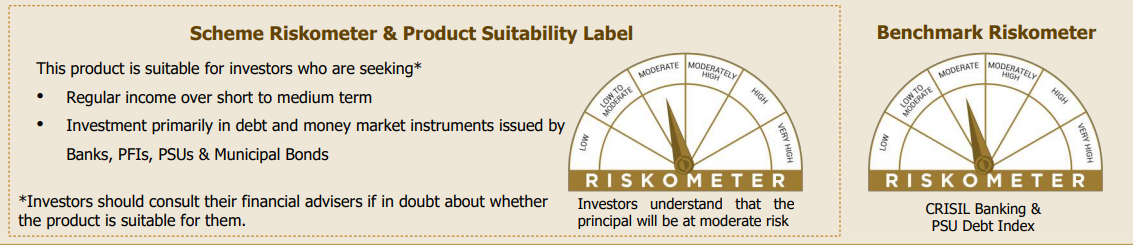 Scheme Riskometer & Product Suitability Label
This product is suitable for investors who are seeking*
• Regular income over short to medium term
• Investment primarily in debt and money market instruments issued by
Banks, PFIs, PSUs & Municipal Bonds
*Investors should consult their financial advisers if in doubt about whether
the product is suitable for them.
LOW
LOW TO
MODERATE
MODERATE
MODERATELY
HIGH
HIGH
VERY HIGH
RISKOMETER
Investors understand that the
principal will be at moderate risk
Benchmark Riskometer
LOW
LOW TO
MODERATE
MODERATE
MODERATELY
HIGH
HIGH
VERY HIGH
RISKOMETER
CRISIL Banking &
PSU Debt Index